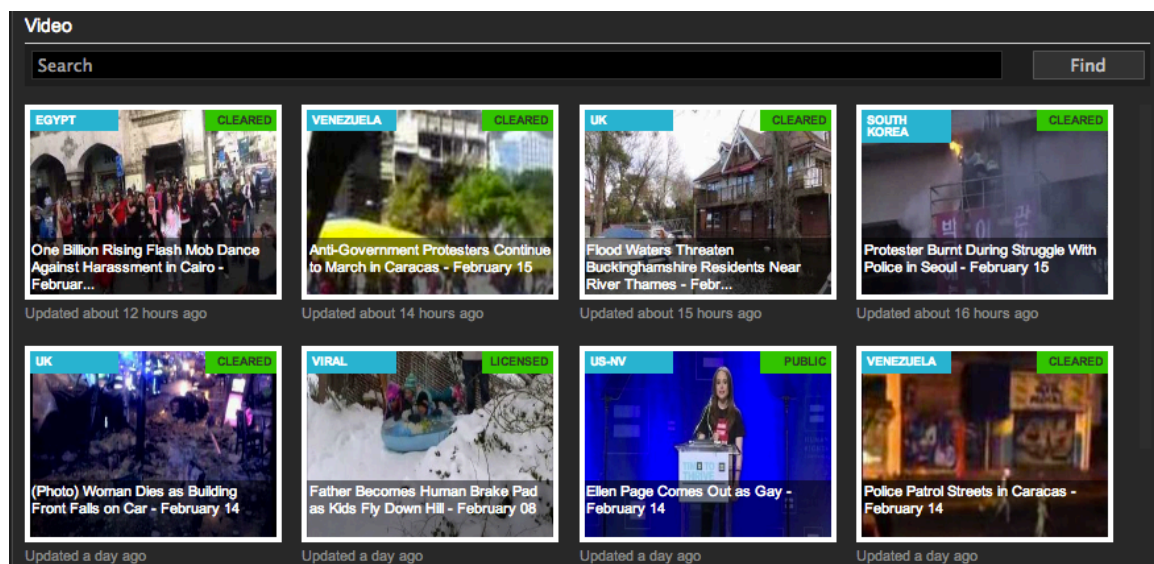 Video
Search
Find
EGYPT
CLEARED
One Billion Rising Flash Mob Dance
Against Harassment in Cairo -
Februar...
Updated about 12 hours ago
VENEZUELA
CLEARED
Anti-Government Protesters Continue
to March in Caracas - February 15
Updated about 14 hours ago
UK
CLEARED
Flood Waters Threaten
Buckinghamshire Residents Near
River Thames - Febr...
Updated about 15 hours ago
SOUTH
KOREA
CLEARED
박
이
Protester Burnt During Struggle With
Police in Seoul - February 15
Updated about 16 hours ago
UK
CLEARED
(Photo) Woman Dies as Building
Front Falls on Car - February 14
Updated a day ago
VIRAL
LICENSED
Father Becomes Human Brake Pad
as Kids Fly Down Hill - February 08
Updated a day ago
US-NV
PUBLIC
TO
THRIVE
Ellen Page Comes Out as Gay -
February 14
Updated a day ago
VENEZUELA
CLEARED
Police Patrol Streets in Caracas -
February 14
Updated a day ago